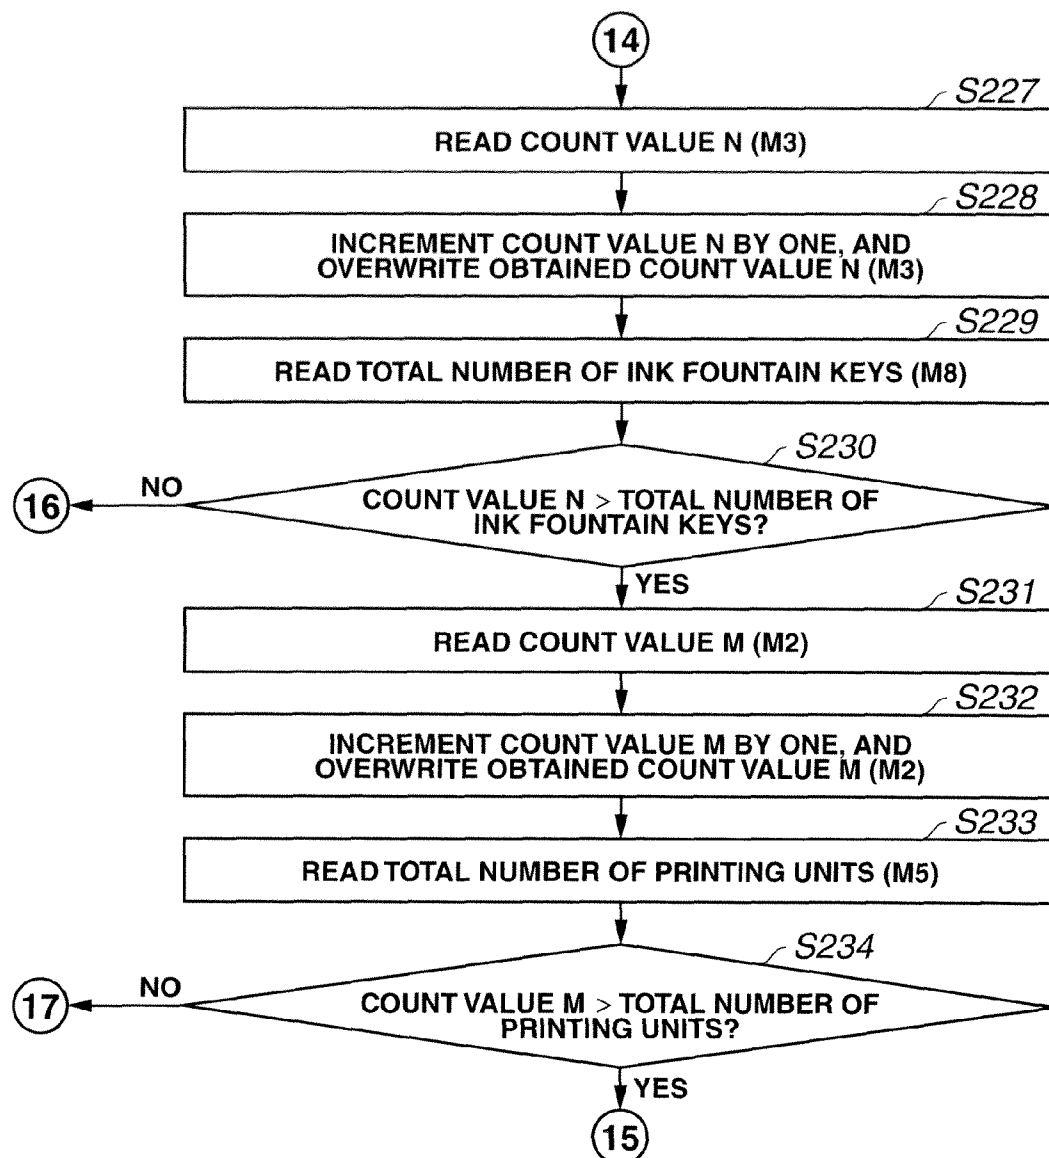 14
S227
READ COUNT VALUE N (M3)
S228
INCREMENT COUNT VALUE N BY ONE, AND
OVERWRITE OBTAINED COUNT VALUE N (M3)
S229
READ TOTAL NUMBER OF INK FOUNTAIN KEYS (M8)
S230
NO
16
COUNT VALUE N > TOTAL NUMBER OF
INK FOUNTAIN KEYS?
YES
S231
READ COUNT VALUE M (M2)
S232
INCREMENT COUNT VALUE M BY ONE, AND
OVERWRITE OBTAINED COUNT VALUE M (M2)
S233
READ TOTAL NUMBER OF PRINTING UNITS (M5)
S234
NO
17
COUNT VALUE M > TOTAL NUMBER OF
PRINTING UNITS?
YES
15